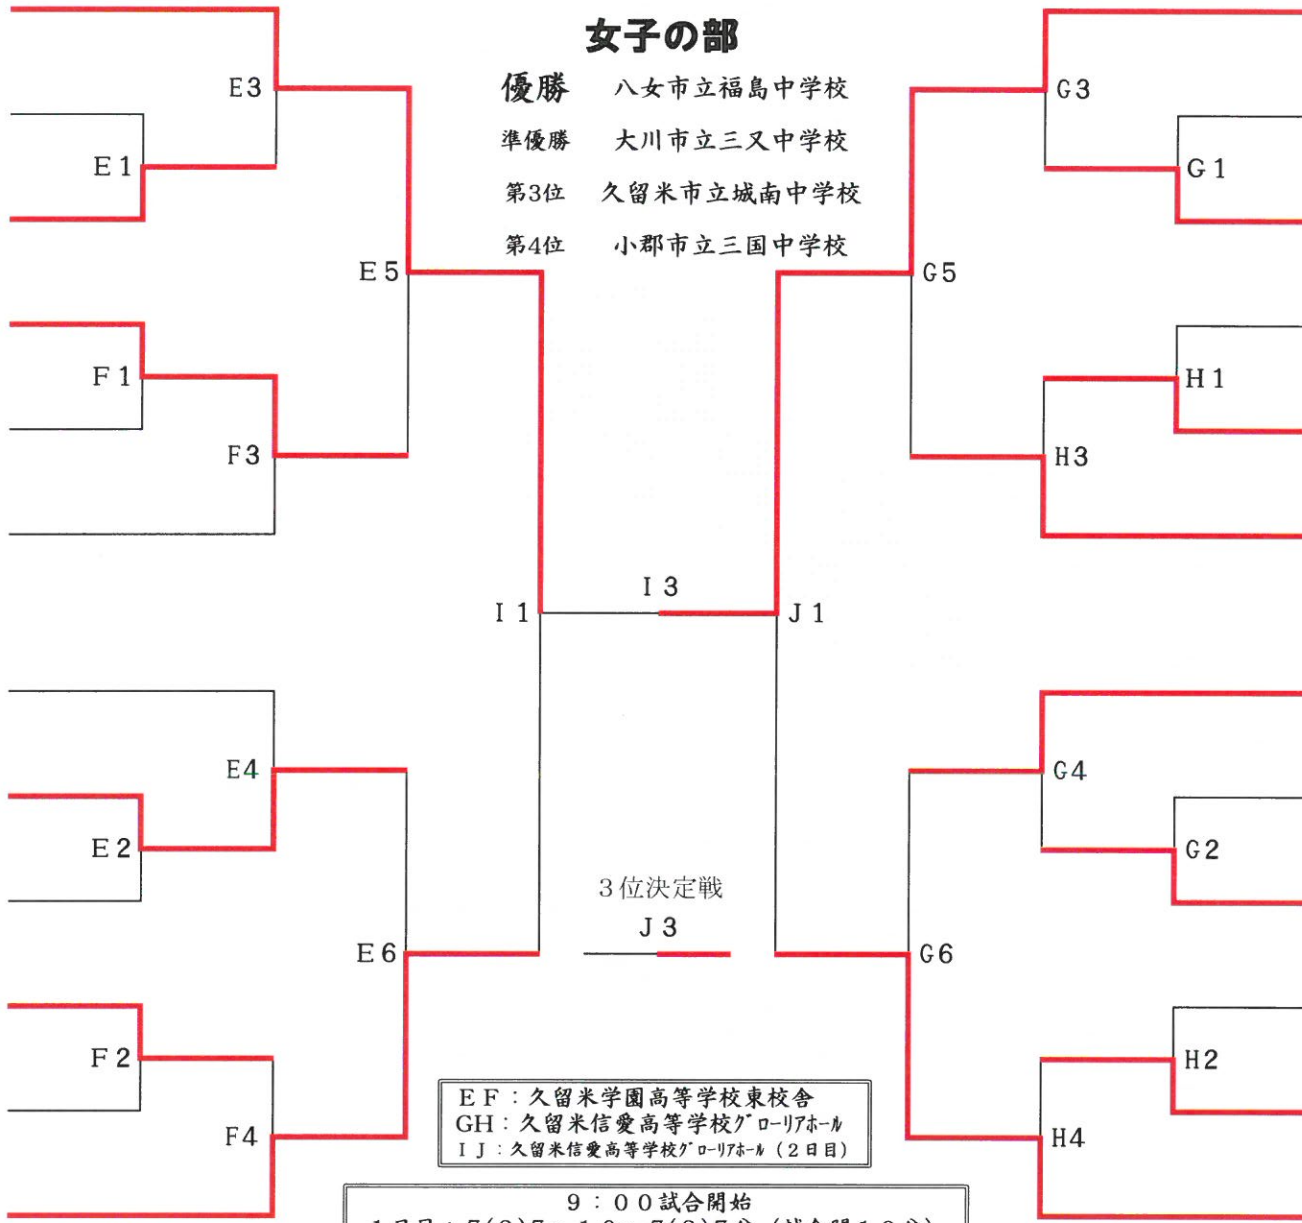 女子の部
優勝 八女市立福島中学校
準優勝 大川市立三又中学校
第3位 久留米市立城南中学校
第4位 小郡市立三国中学校
E3
G3
E1
G1
E5
G5
F1
H1
F3
H3
I3
I1
J1
E4
G4
E2
G2
3位決定戦
J3
E6
G6
F2
H2
F4
H4
EF：久留米学園高等学校東校舎
GH：久留米信愛高等学校グローリアホール
IJ：久留米信愛高等学校グローリアホール（2日目）
9：00試合開始